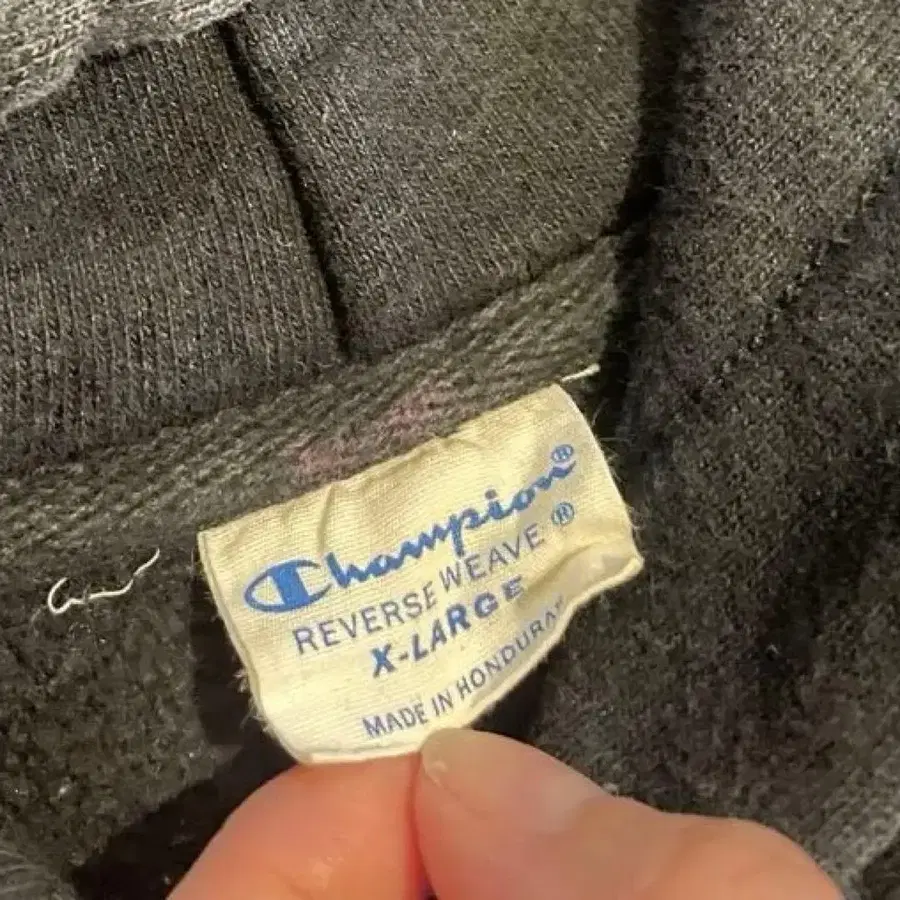 Champion®
REVERSE WEAVE®
X-LARGE
MADE IN HONDURAS